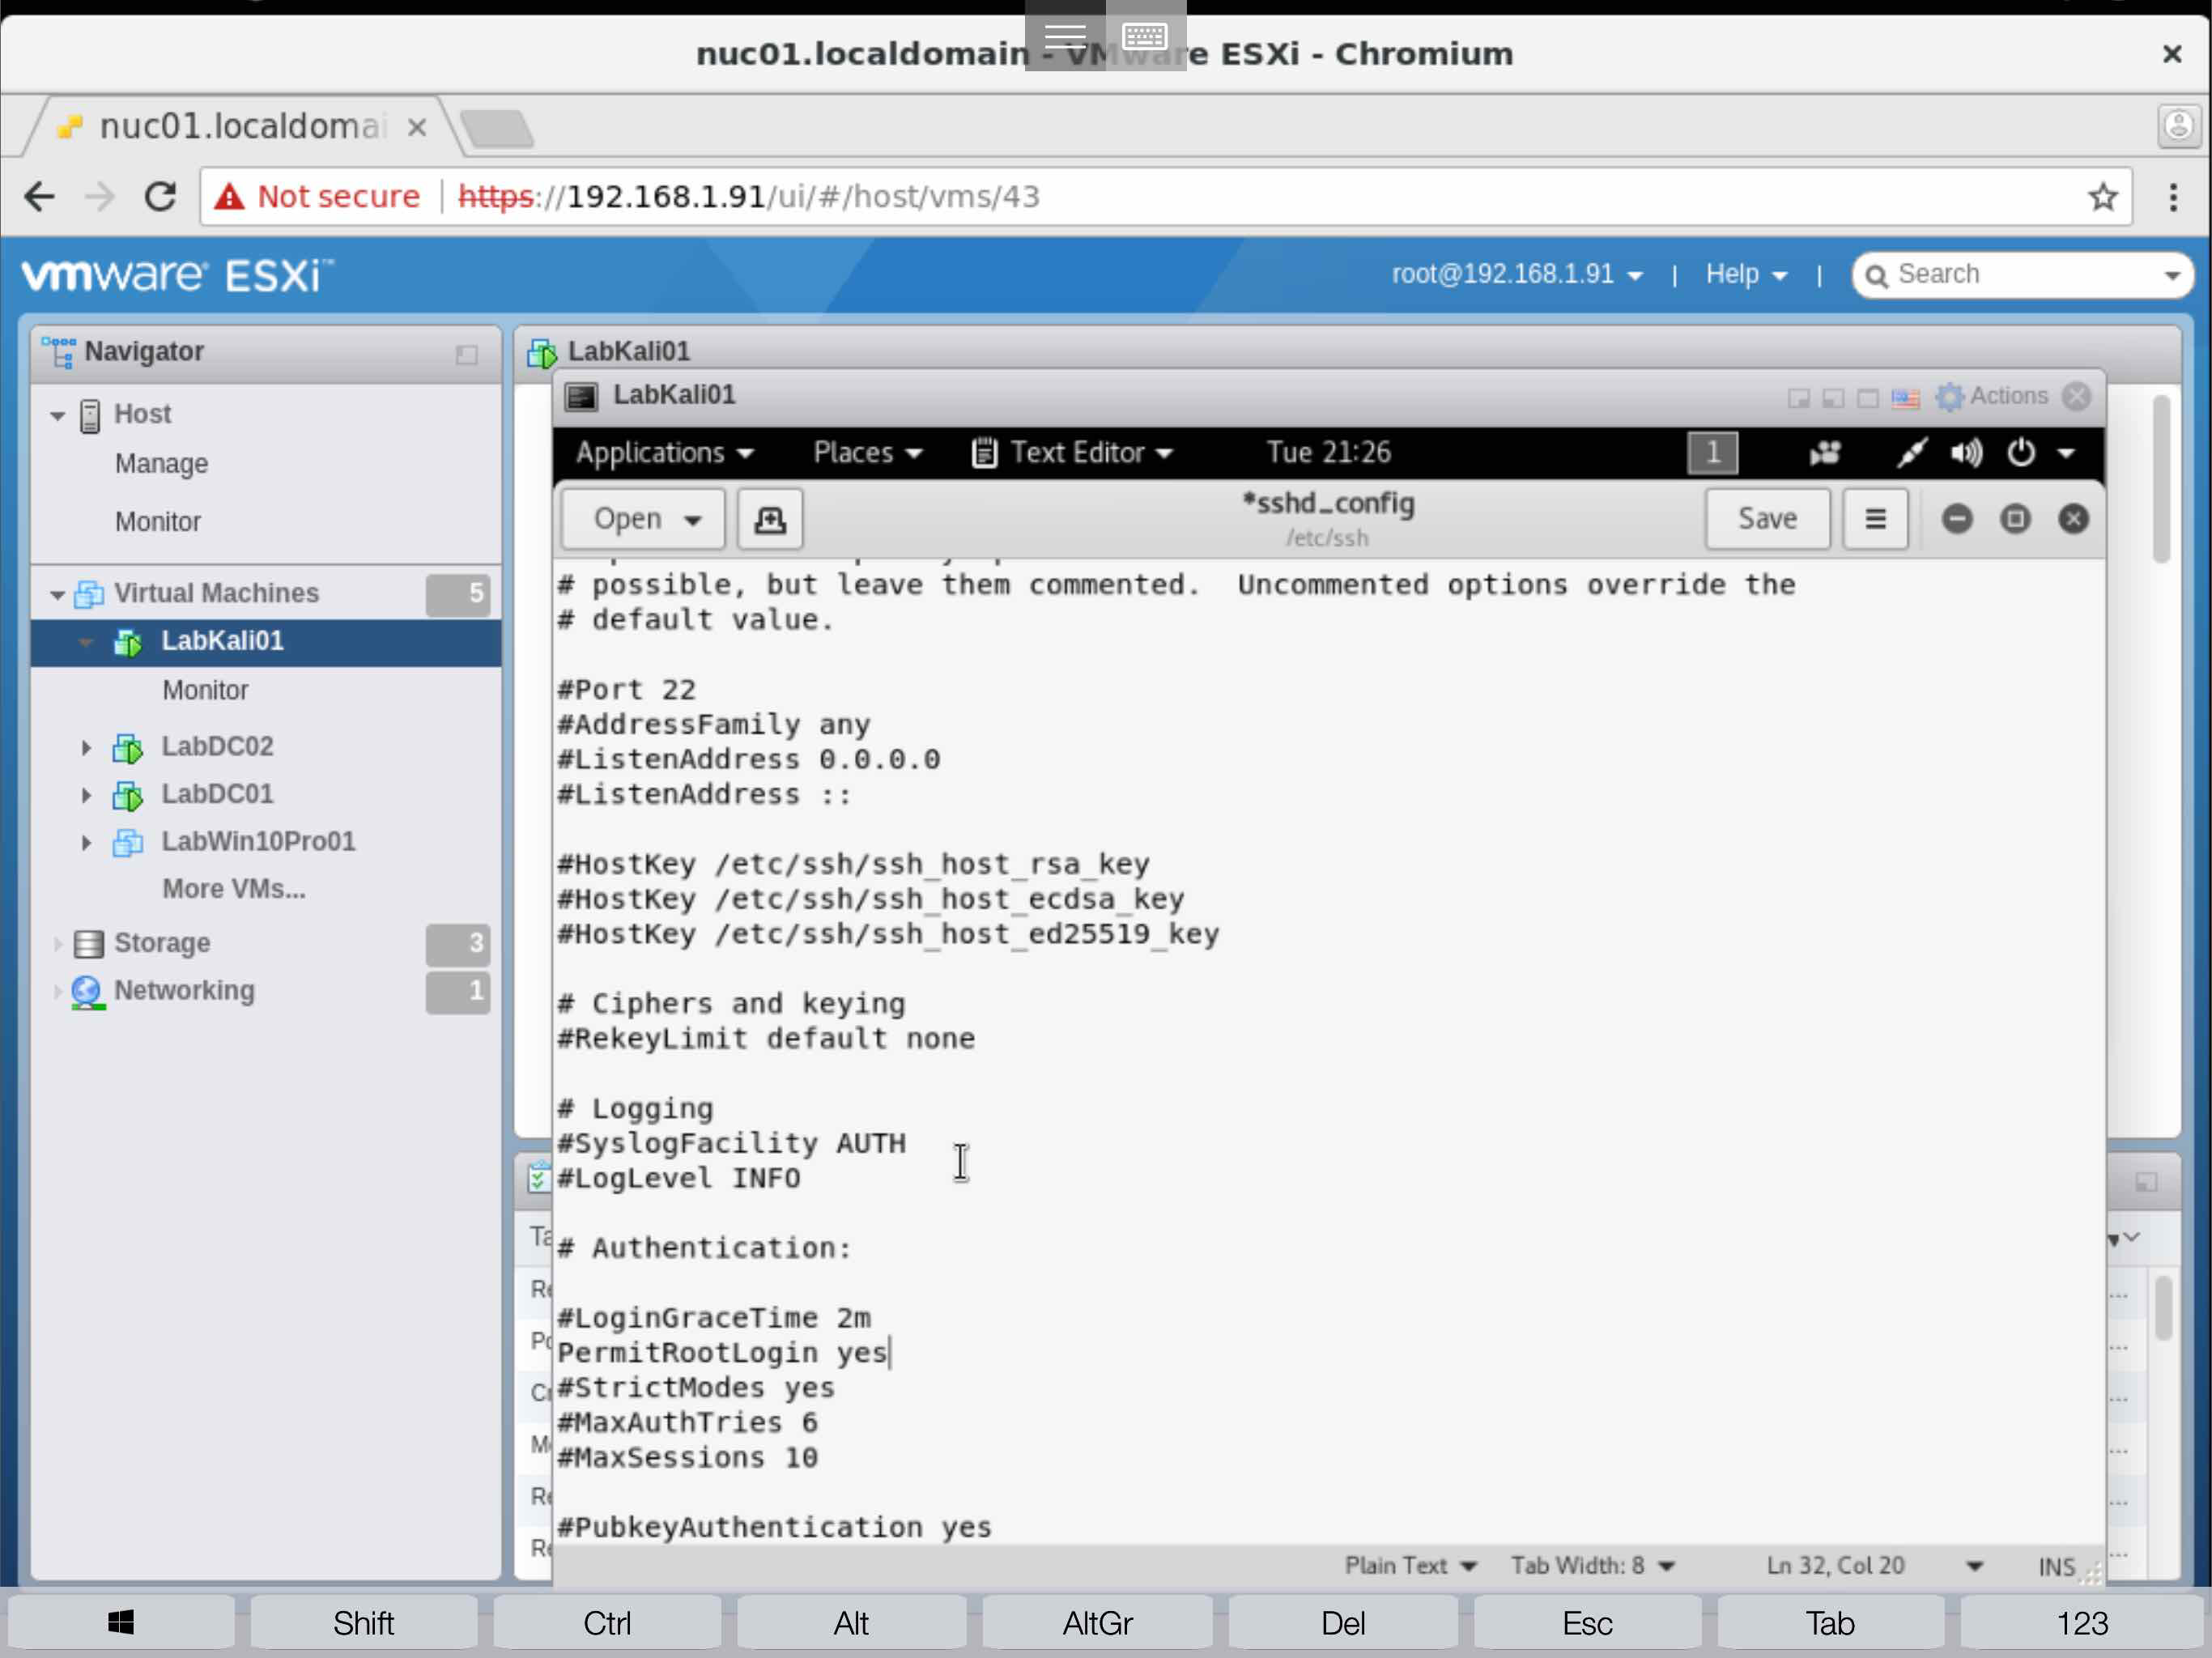 nuc01.localdomain - VMware ESXi - Chromium
nuc01.localdomai
Not secure https://192.168.1.91/ui/#/host/vms/43
vmware ESXi™
root@192.168.1.91 | Help | Search
Navigator
Host
Manage
Monitor
Virtual Machines 5
LabKali01
Monitor
LabDC02
LabDC01
LabWin10Pro01
More VMs...
Storage 3
Networking 1
LabKali01
LabKali01
Actions
Applications Places Text Editor Tue 21:26 1
Open
*sshd_config
/etc/ssh
Save
# possible, but leave them commented.  Uncommented options override the
# default value.
#Port 22
#AddressFamily any
#ListenAddress 0.0.0.0
#ListenAddress ::
#HostKey /etc/ssh/ssh_host_rsa_key
#HostKey /etc/ssh/ssh_host_ecdsa_key
#HostKey /etc/ssh/ssh_host_ed25519_key
# Ciphers and keying
#RekeyLimit default none
# Logging
#SyslogFacility AUTH
#LogLevel INFO
# Authentication:
#LoginGraceTime 2m
PermitRootLogin yes
#StrictModes yes
#MaxAuthTries 6
#MaxSessions 10
#PubkeyAuthentication yes
Plain Text Tab Width: 8 Ln 32, Col 20 INS
Shift Ctrl Alt AltGr Del Esc Tab 123